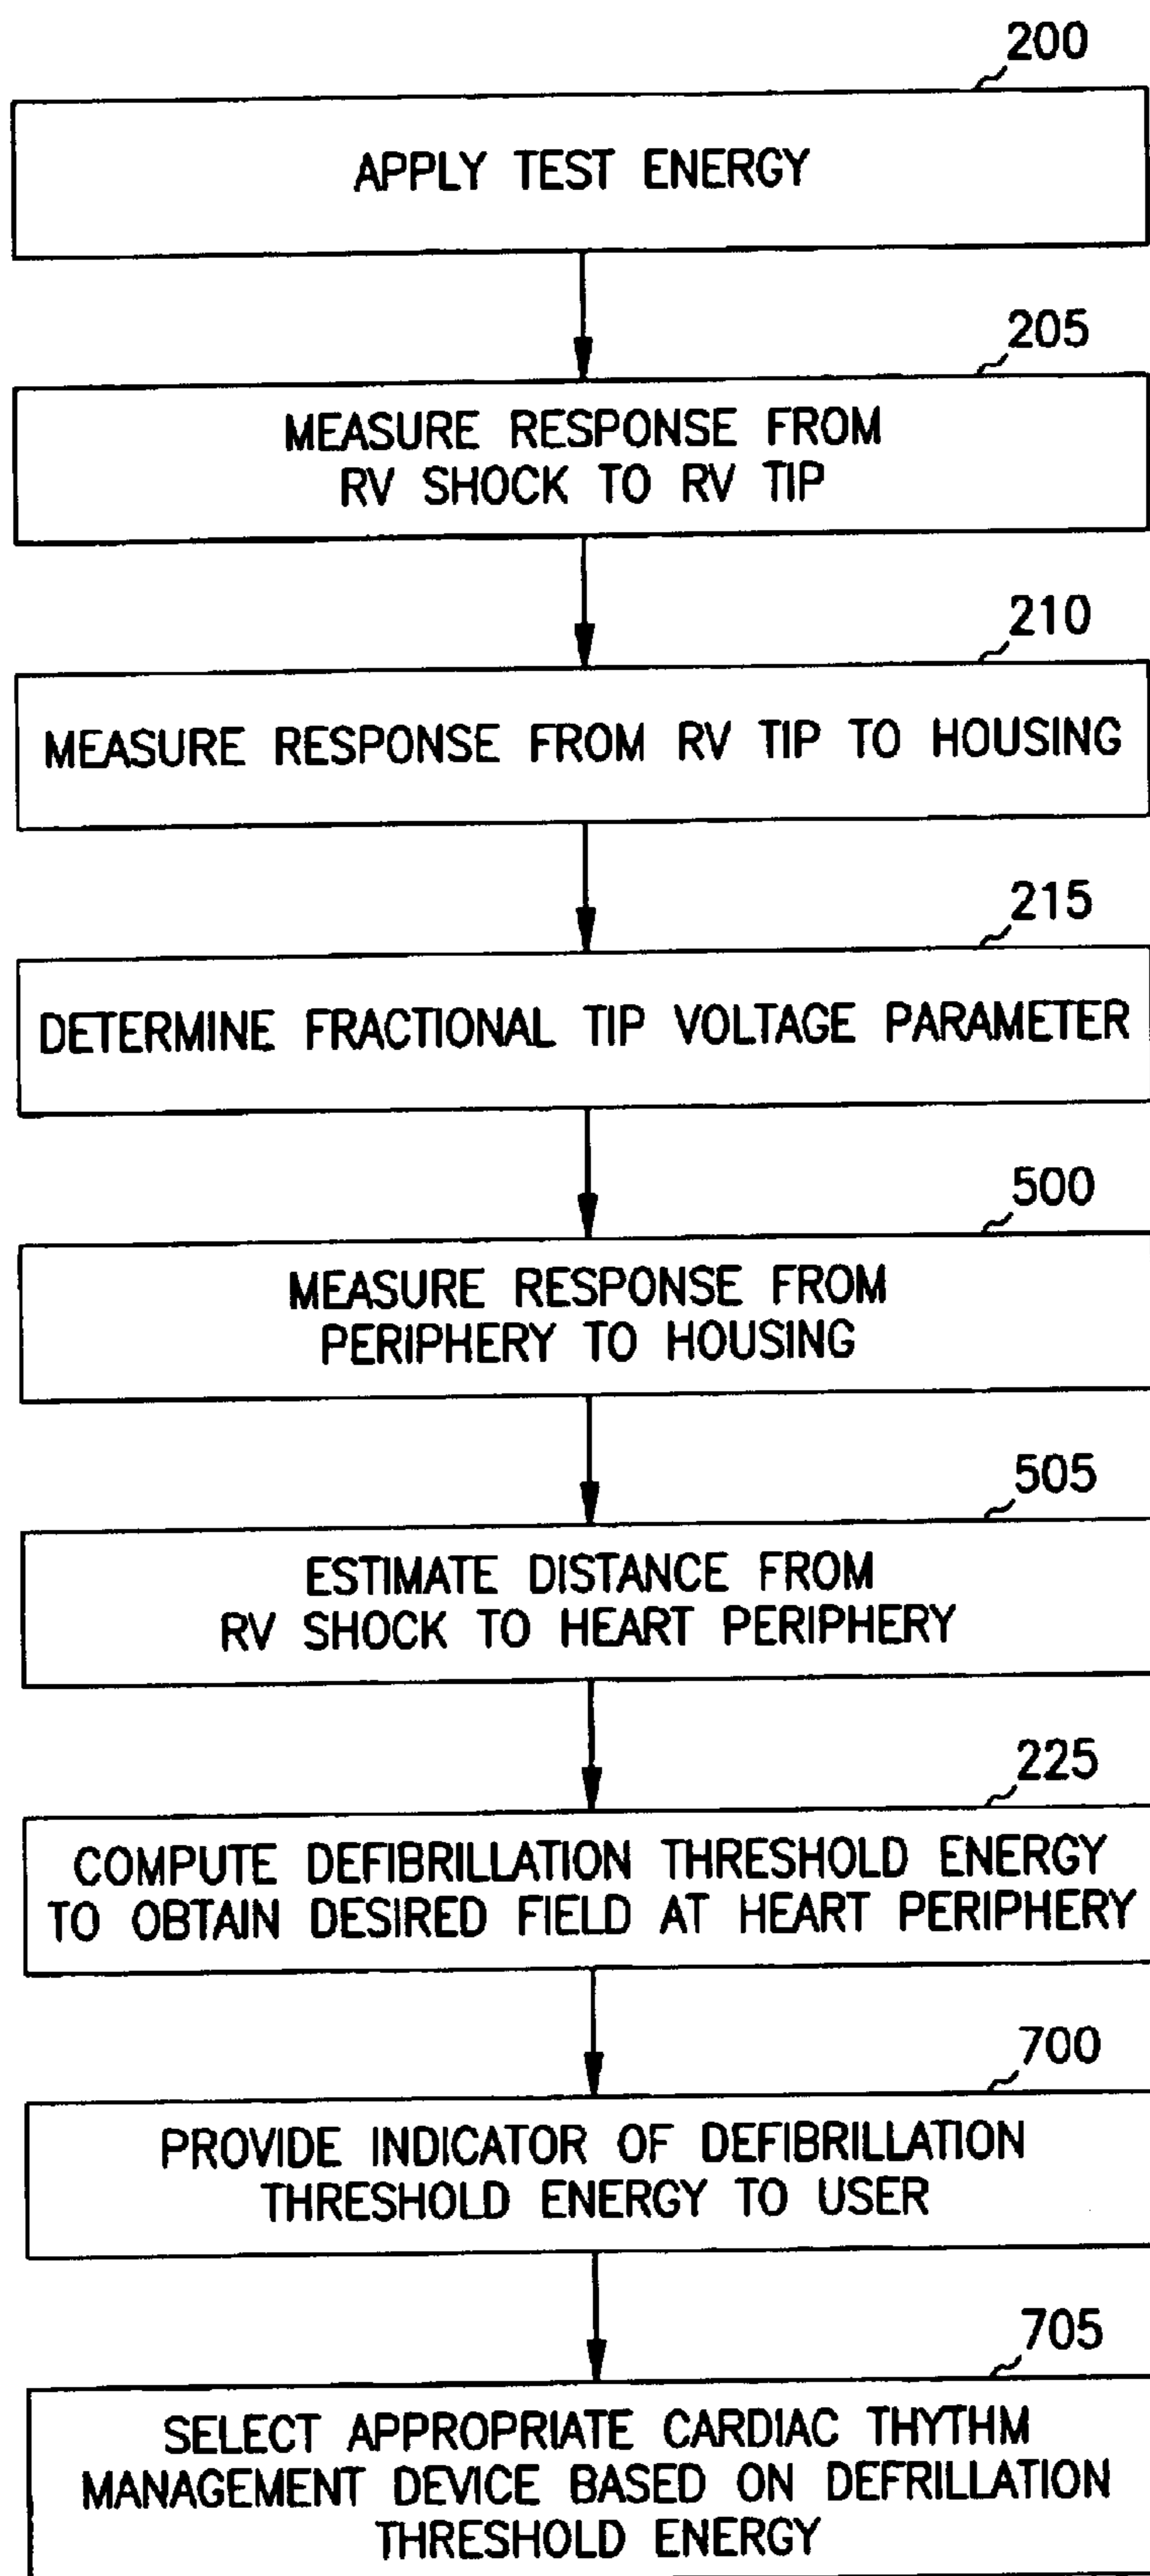 200
APPLY TEST ENERGY
205
MEASURE RESPONSE FROM
RV SHOCK TO RV TIP
210
MEASURE RESPONSE FROM RV TIP TO HOUSING
215
DETERMINE FRACTIONAL TIP VOLTAGE PARAMETER
500
MEASURE RESPONSE FROM
PERIPHERY TO HOUSING
505
ESTIMATE DISTANCE FROM
RV SHOCK TO HEART PERIPHERY
225
COMPUTE DEFIBRILLATION THRESHOLD ENERGY
TO OBTAIN DESIRED FIELD AT HEART PERIPHERY
700
PROVIDE INDICATOR OF DEFIBRILLATION
THRESHOLD ENERGY TO USER
705
SELECT APPROPRIATE CARDIAC THYTHM
MANAGEMENT DEVICE BASED ON DEFRILLATION
THRESHOLD ENERGY